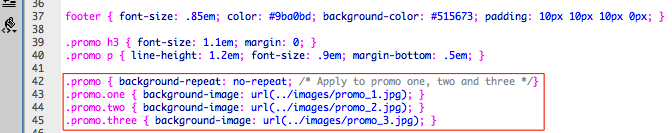 36
37 footer { font-size: .85em; color: #9ba0bd; background-color: #515673; padding: 10px 10px 10px 0px; }
38
39 .promo h3 { font-size: 1.1em; margin: 0; }
40 .promo p { line-height: 1.2em; font-size: .9em; margin-bottom: .5em; }
41
42 .promo { background-repeat: no-repeat; /* Apply to promo one, two and three */}
43 .promo.one { background-image: url(../images/promo_1.jpg); }
44 .promo.two { background-image: url(../images/promo_2.jpg); }
45 .promo.three { background-image: url(../images/promo_3.jpg); }